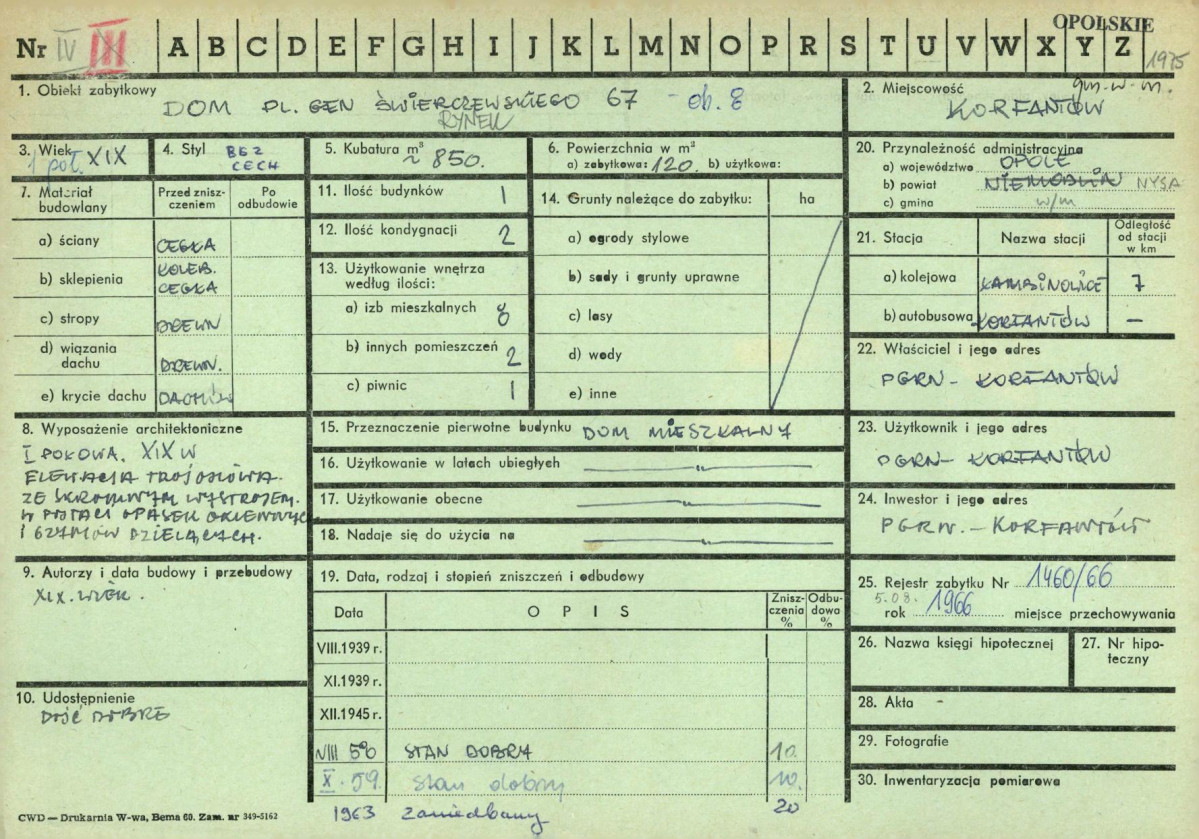 OPOLSKIE
Nr IV III A B C D E F G H I J K L M N O P R S T U V W X Y Z
1975
1. Obiekt zabytkowy DOM PL. GEN ŚWIERCZEWSKIEGO 67 - ob. 8
RYNEK
2. Miejscowość gm-w-m.
KORFANTÓW
3. Wiek 1 poł. XIX
4. Styl BEZ CECH
5. Kubatura m³ ~ 850.
6. Powierzchnia w m²
a) zabytkowa: 120. b) użytkowa:
20. Przynależność administracyjna
a) województwo OPOLE
b) powiat NIEMODLIN NYSA
c) gmina w/m
7. Materiał budowlany
Przed zniszczeniem
Po odbudowie
a) ściany CEGŁA
b) sklepienia KOLEB. CEGŁA
c) stropy DREWN
d) wiązania dachu DREWN.
e) krycie dachu DACHÓW
11. Ilość budynków 1
12. Ilość kondygnacji 2
13. Użytkowanie wnętrza według ilości:
a) izb mieszkalnych 8
b) innych pomieszczeń 2
c) piwnic 1
14. Grunty należące do zabytku: ha
a) ogrody stylowe
b) sady i grunty uprawne
c) lasy
d) wody
e) inne
21. Stacja
Nazwa stacji
Odległość od stacji w km
a) kolejowa ŁAMBINOWICE 7
b) autobusowa KORFANTÓW —
22. Właściciel i jego adres
PGRN - KORFANTÓW
8. Wyposażenie architektoniczne
I POŁOWA. XIX W
ELEWACJA TRÓJOSIOWA.
ZE SKROMNYM WYSTROJEM.
W POSTACI OPASEK OKIENNYC
I GZYMSÓW DZIELĄCYCH.
15. Przeznaczenie pierwotne budynku DOM MIESZKALNY
16. Użytkowanie w latach ubiegłych — " —
17. Użytkowanie obecne — " —
18. Nadaje się do użycia na — " —
23. Użytkownik i jego adres
PGRN - KORFANTÓW
24. Inwestor i jego adres
PGRN. - KORFANTÓW
9. Autorzy i data budowy i przebudowy
XIX. WIEK.
10. Udostępnienie
DOŚĆ DOBRE
19. Data, rodzaj i stopień zniszczeń i odbudowy
Data
OPIS
Zniszczenia %
Odbudowa %
VIII.1939 r.
XI.1939 r.
XII.1945 r.
VIII 58 STAN DOBRY 10.
X. 59. Stan dobry 10.
1963 zaniedbany 20
25. Rejestr zabytku Nr 1460/66
5.08.
rok 1966 miejsce przechowywania
26. Nazwa księgi hipotecznej
27. Nr hipoteczny
28. Akta -
29. Fotografie
30. Inwentaryzacja pomiarowa
CWD — Drukarnia W-wa, Bema 60. Zam. nr 349-5162